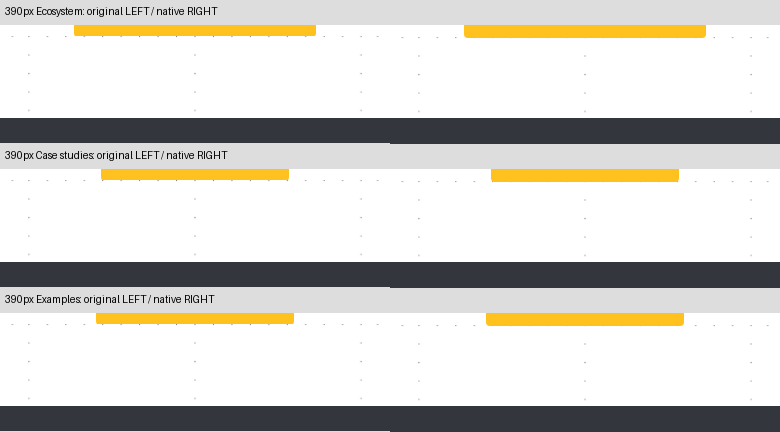 390px Ecosystem: original LEFT / native RIGHT
390px Case studies: original LEFT / native RIGHT
390px Examples: original LEFT / native RIGHT